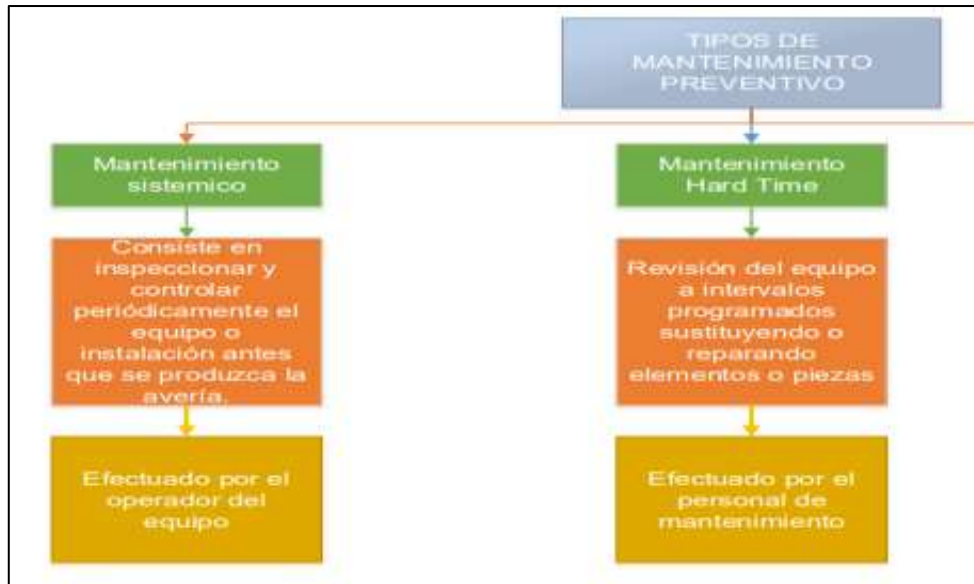 TIPOS DE
MANTENIMIENTO
PREVENTIVO
Mantenimiento
sistemico
Consiste en
inspeccionar y
controlar
periódicamente el
equipo o
instalación antes
que se produzca la
avería.
Efectuado por el
operador del
equipo
Mantenimiento
Hard Time
Revisión del equipo
a intervalos
programados
sustituyendo o
reparando
elementos o piezas
Efectuado por el
personal de
mantenimiento